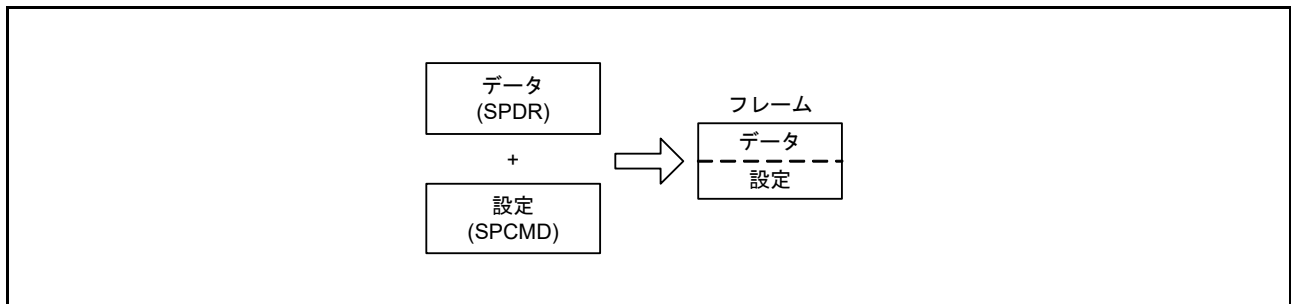 データ
(SPDR)
+
設定
(SPCMD)
フレーム
データ
設定